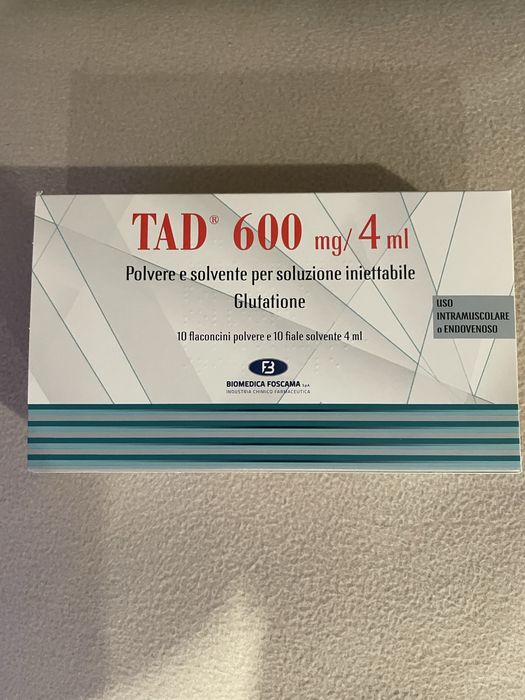 TAD® 600 mg/4 ml
Polvere e solvente per soluzione iniettabile
Glutatione
USO
INTRAMUSCOLARE
o ENDOVENOSO
10 flaconcini polvere e 10 fiale solvente 4 ml
FB
BIOMEDICA FOSCAMA S.p.A.
INDUSTRIA CHIMICO FARMACEUTICA